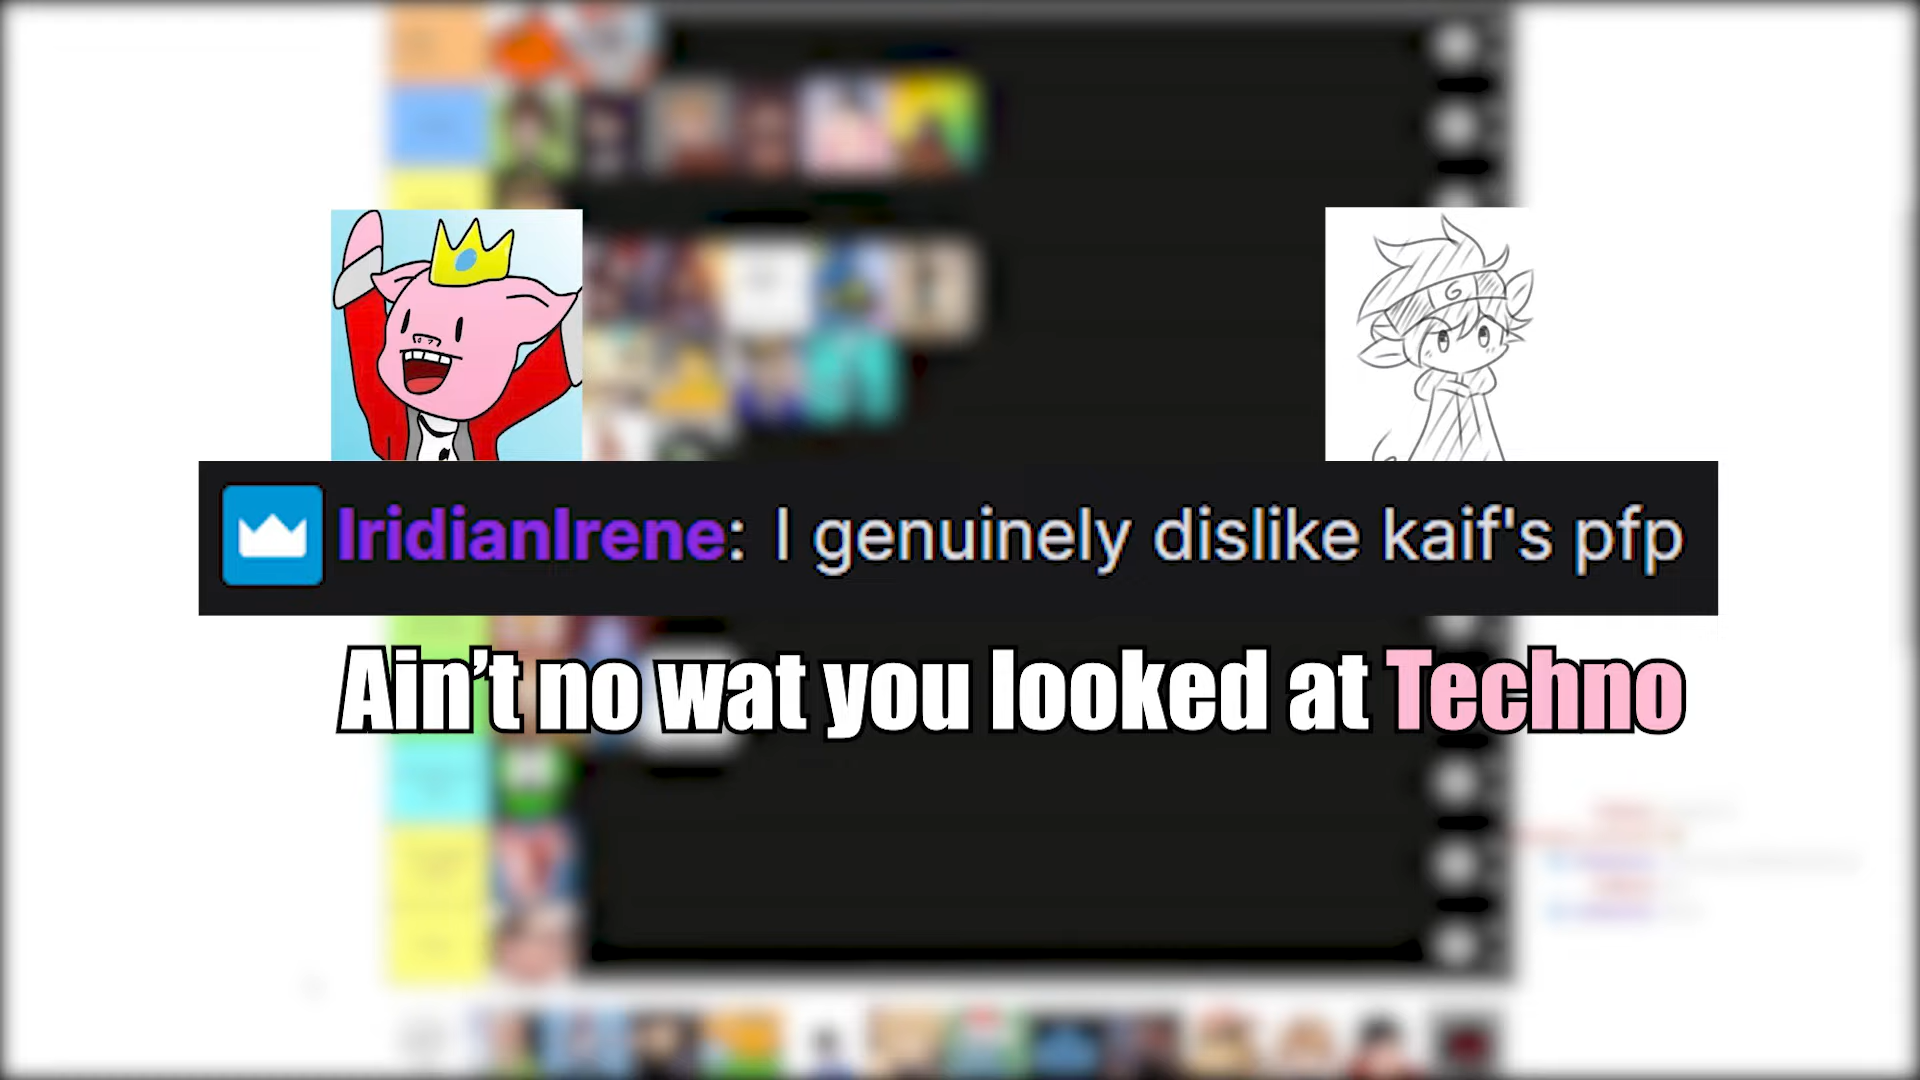 IridianIrene: I genuinely dislike kaif's pfp
Ain't no wat you looked at Techno